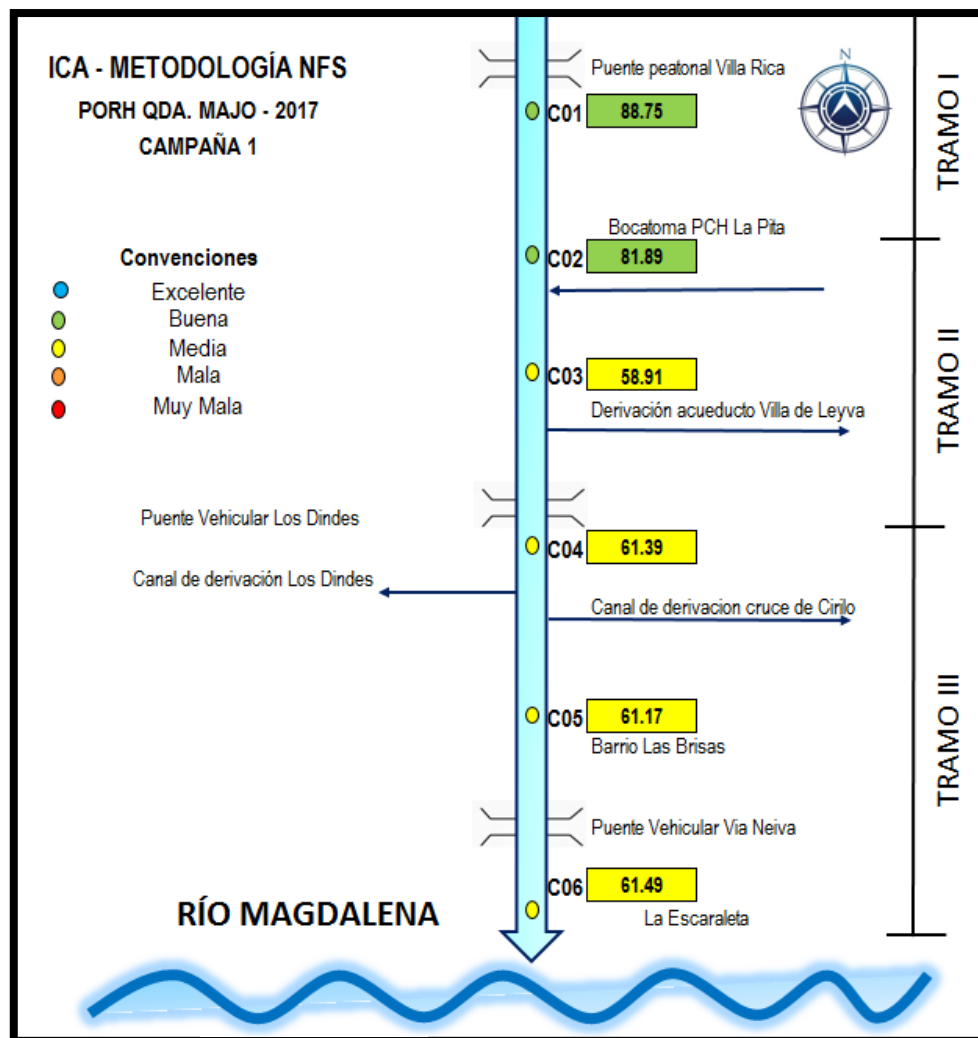 ICA - METODOLOGÍA NFS
PORH QDA. MAJO - 2017
CAMPAÑA 1
Puente peatonal Villa Rica
N
C01 88.75
TRAMO I
Bocatoma PCH La Pita
C02 81.89
Convenciones
Excelente
Buena
Media
Mala
Muy Mala
C03 58.91
Derivación acueducto Villa de Leyva
TRAMO II
Puente Vehicular Los Dindes
C04 61.39
Canal de derivación Los Dindes
Canal de derivacion cruce de Cirilo
C05 61.17
Barrio Las Brisas
TRAMO III
Puente Vehicular Via Neiva
C06 61.49
La Escaraleta
RÍO MAGDALENA